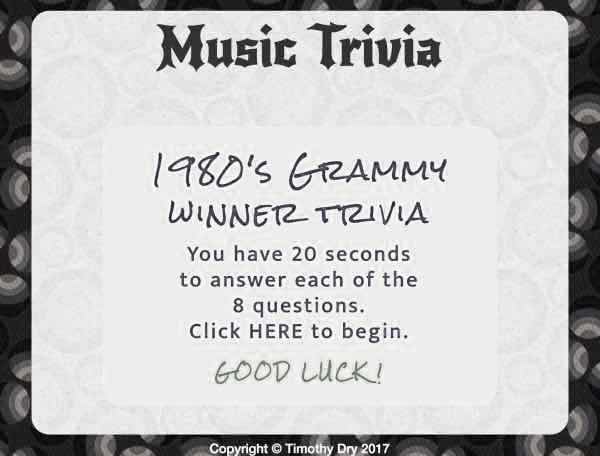 Music Trivia
1980's Grammy
winner trivia
You have 20 seconds
to answer each of the
8 questions.
Click HERE to begin.
GOOD LUCK!
Copyright © Timothy Dry 2017